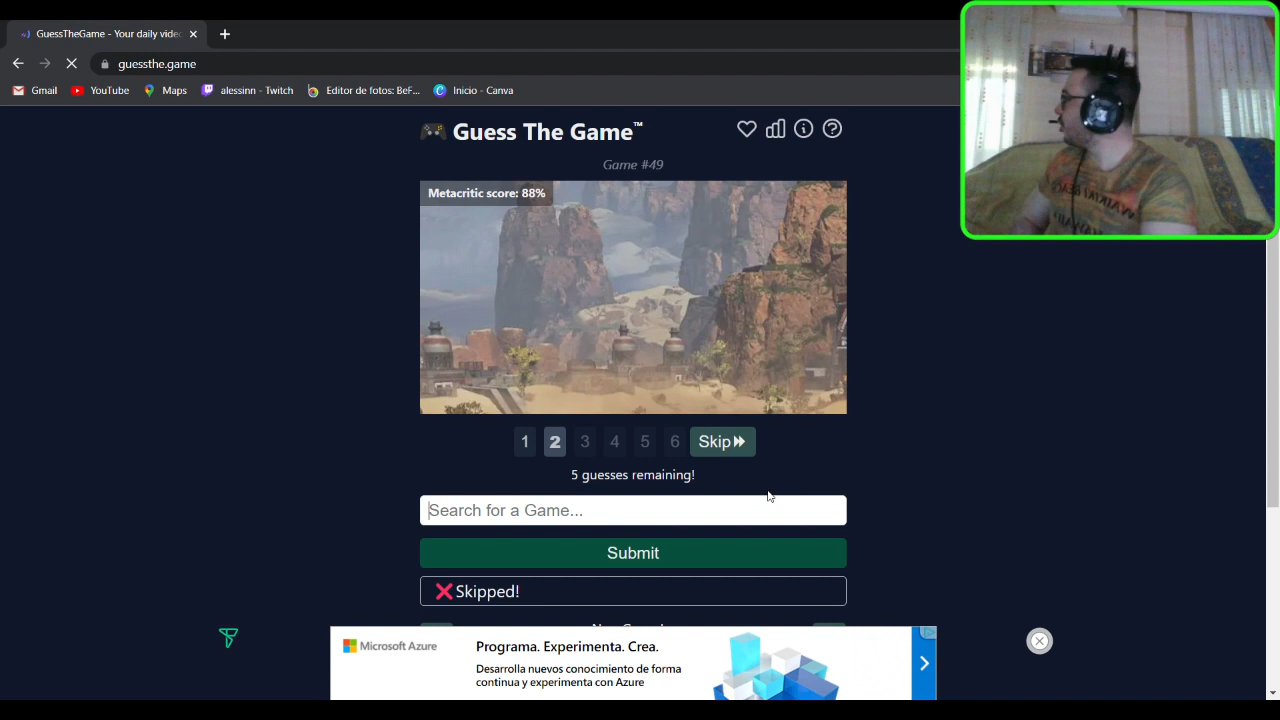 GuessTheGame - Your daily video
guessthe.game
Gmail
YouTube
Maps
alessinn - Twitch
Editor de fotos: BeF...
Inicio - Canva
Guess The Game™
Game #49
Metacritic score: 88%
1 2 3 4 5 6 Skip
5 guesses remaining!
Search for a Game...
Submit
❌ Skipped!
Microsoft Azure
Programa. Experimenta. Crea.
Desarrolla nuevos conocimiento de forma
continua y experimenta con Azure